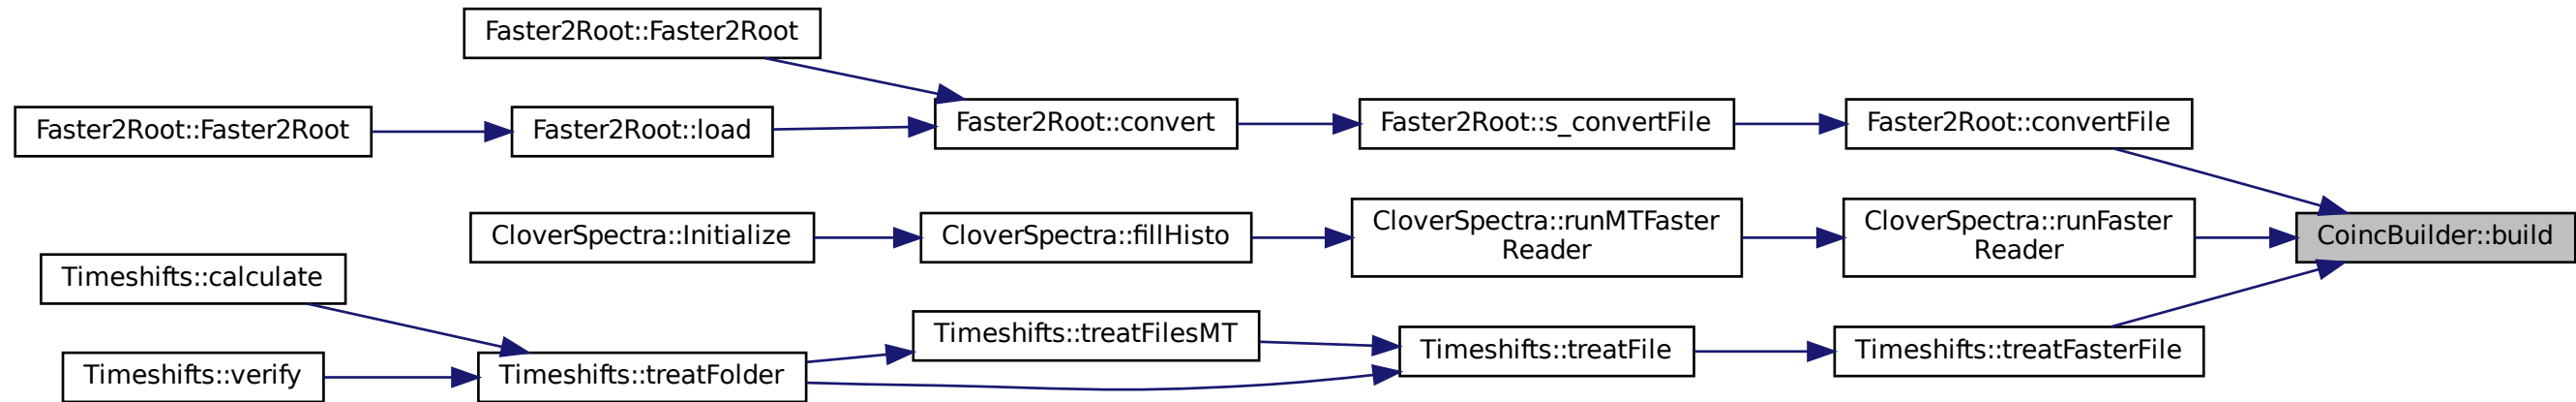 Faster2Root::Faster2Root
Faster2Root::Faster2Root
Faster2Root::load
Faster2Root::convert
Faster2Root::s_convertFile
Faster2Root::convertFile
CloverSpectra::Initialize
CloverSpectra::fillHisto
CloverSpectra::runMTFaster
Reader
CloverSpectra::runFaster
Reader
CoincBuilder::build
Timeshifts::calculate
Timeshifts::verify
Timeshifts::treatFolder
Timeshifts::treatFilesMT
Timeshifts::treatFile
Timeshifts::treatFasterFile